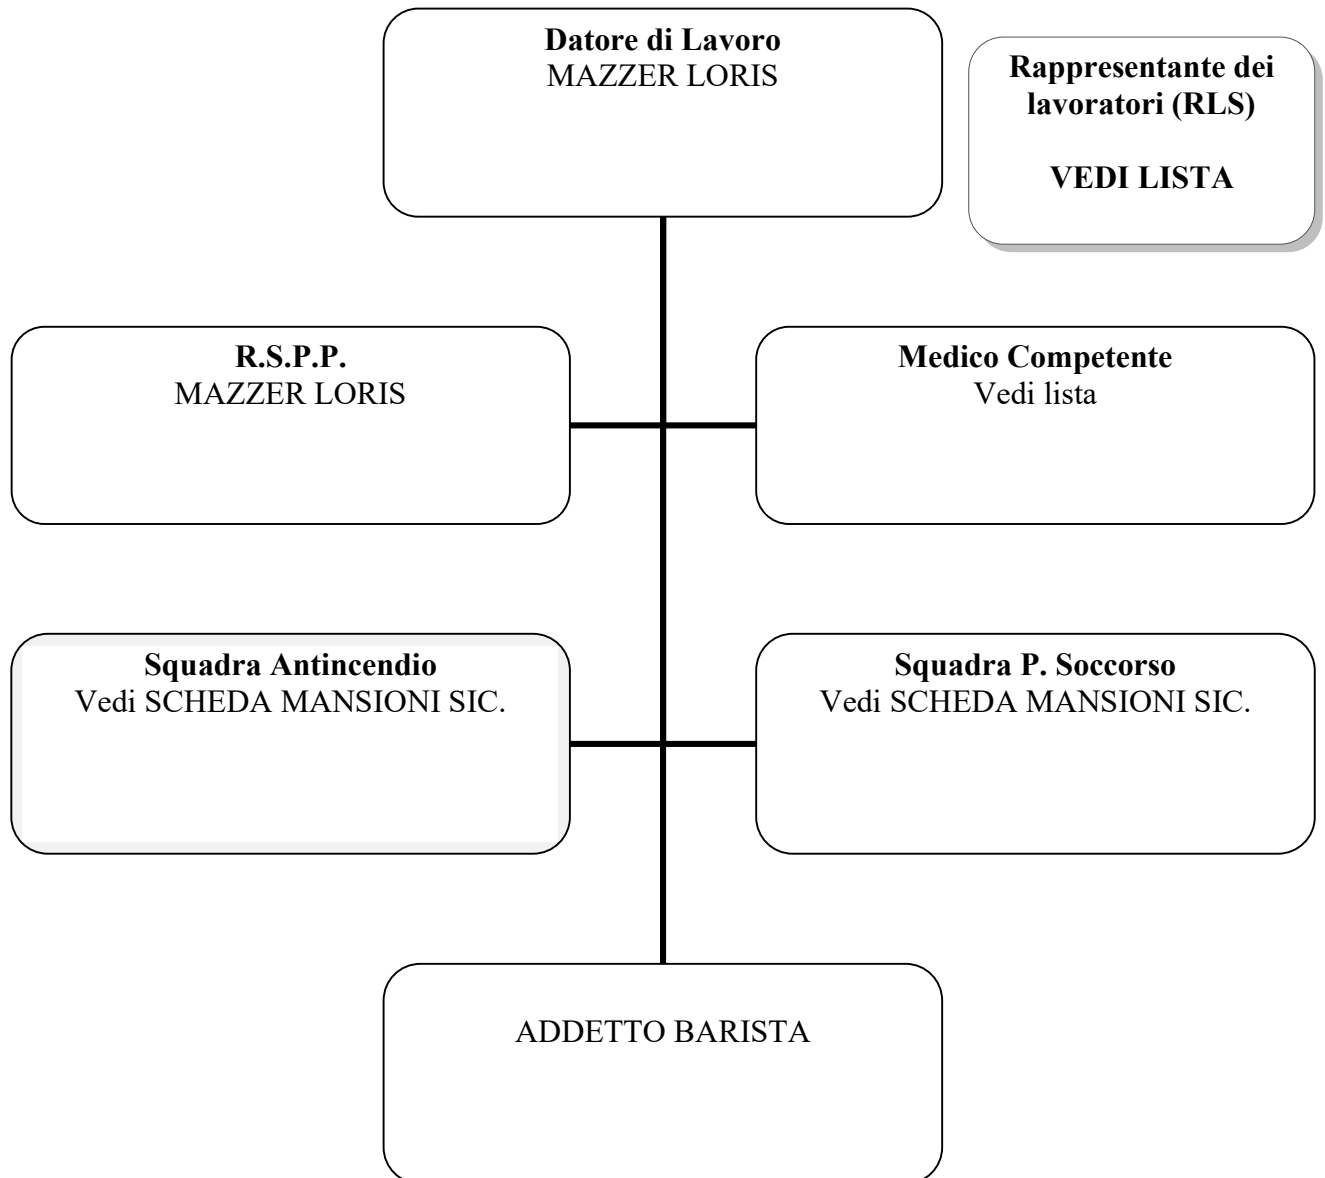 Datore di Lavoro
MAZZER LORIS
Rappresentante dei
lavoratori (RLS)
VEDI LISTA
R.S.P.P.
MAZZER LORIS
Medico Competente
Vedi lista
Squadra Antincendio
Vedi SCHEDA MANSIONI SIC.
Squadra P. Soccorso
Vedi SCHEDA MANSIONI SIC.
ADDETTO BARISTA